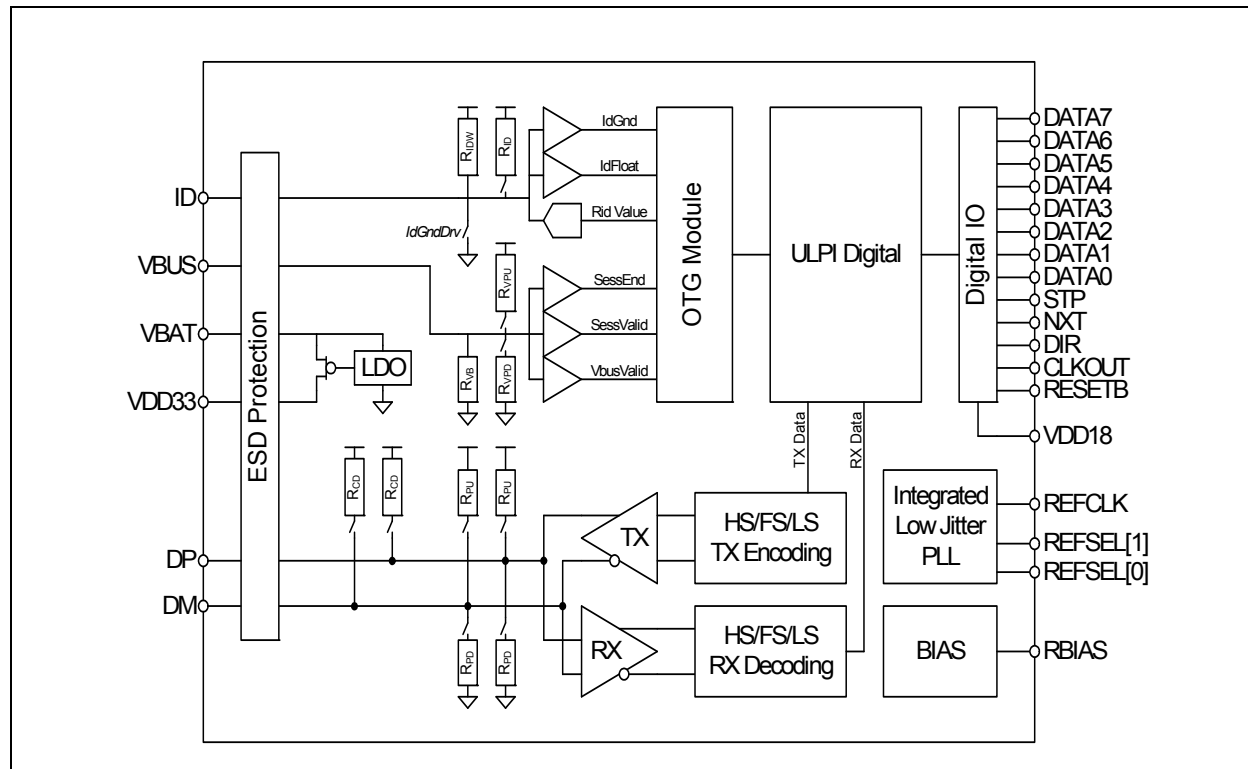 ID
VBUS
VBAT
VDD33
DP
DM
ESD Protection
LDO
RIDW
RID
IdGndDrv
IdGnd
IdFloat
Rid Value
RVPU
RVB
RVPD
SessEnd
SessValid
VbusValid
OTG Module
ULPI Digital
Digital IO
DATA7
DATA6
DATA5
DATA4
DATA3
DATA2
DATA1
DATA0
STP
NXT
DIR
CLKOUT
RESETB
VDD18
TX Data
RX Data
RCD
RCD
RPU
RPU
RPD
RPD
TX
HS/FS/LS
TX Encoding
RX
HS/FS/LS
RX Decoding
Integrated
Low Jitter
PLL
REFCLK
REFSEL[1]
REFSEL[0]
BIAS
RBIAS